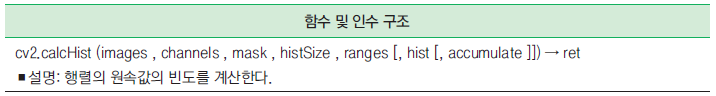 함수 및 인수 구조
cv2.calcHist (images , channels , mask , histSize , ranges [, hist [, accumulate ]]) → ret
■ 설명: 행렬의 원속값의 빈도를 계산한다.